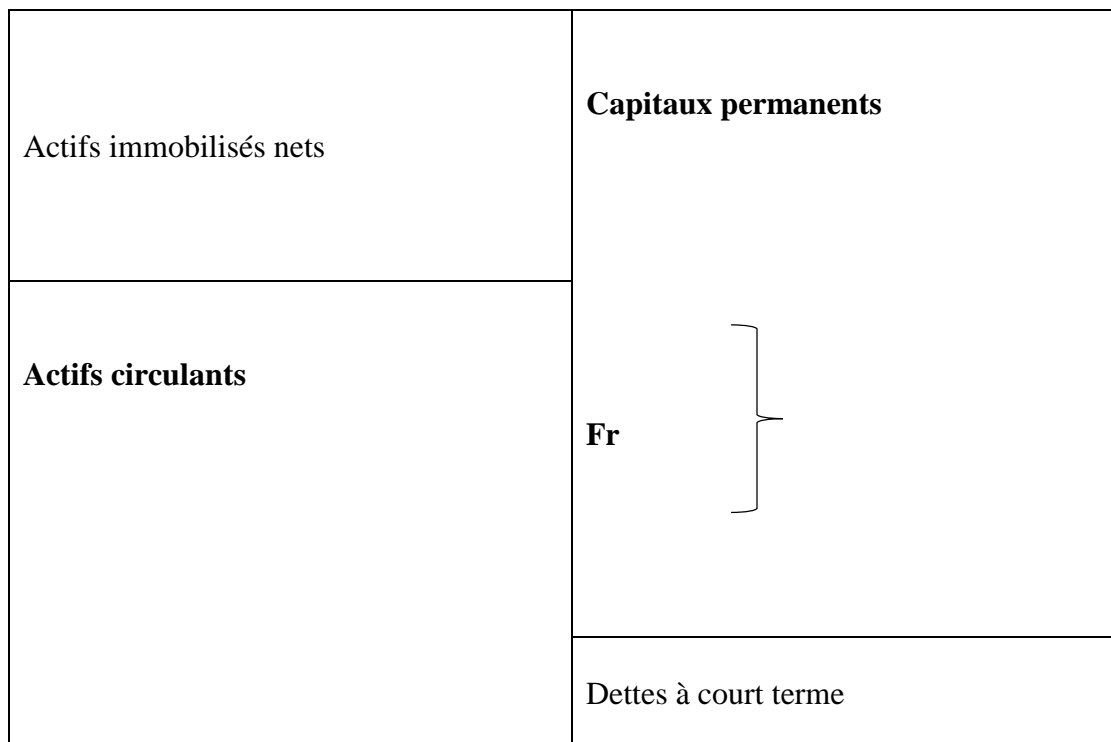 Capitaux permanents
Actifs immobilisés nets
Actifs circulants
Fr
Dettes à court terme